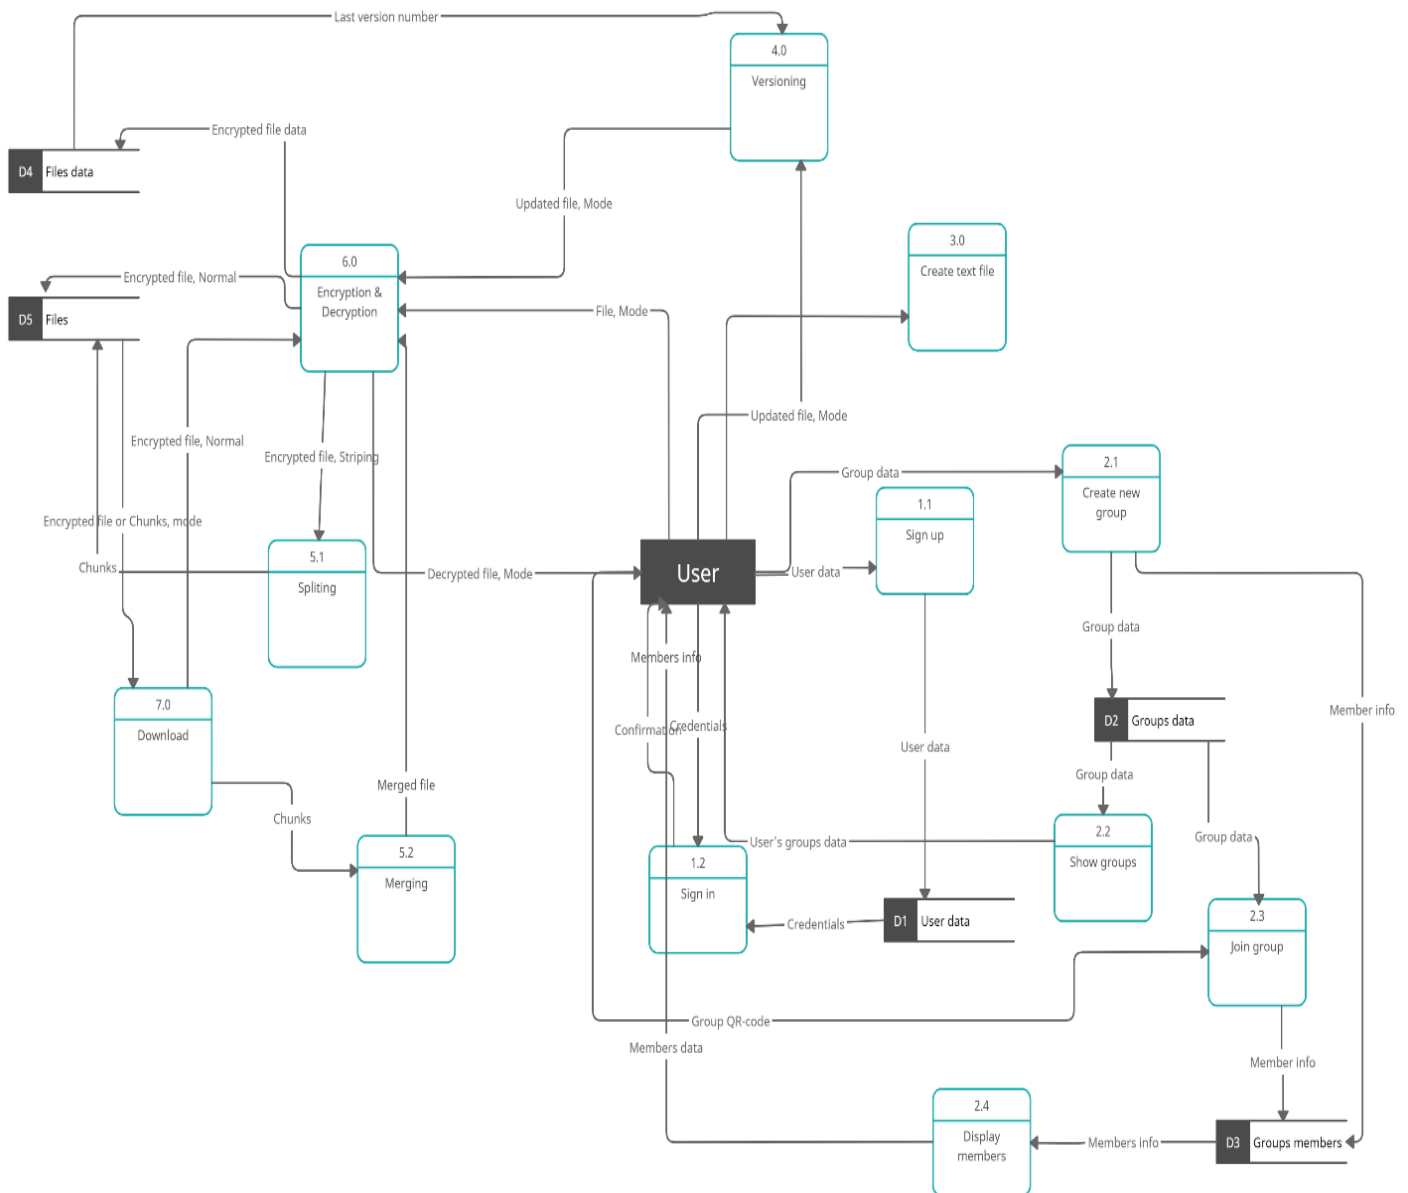 Last version number
4.0
Versioning
Encrypted file data
D4 Files data
Updated file, Mode
3.0
Create text file
6.0
Encryption &
Decryption
Encrypted file, Normal
File, Mode
D5 Files
Updated file, Mode
Encrypted file, Normal
Encrypted file, Striping
2.1
Create new
group
Group data
1.1
Sign up
Encrypted file or Chunks, mode
5.1
Spliting
Chunks
Decrypted file, Mode
User
User data
Group data
Members info
7.0
Download
Confirmation
Credentials
D2 Groups data
Member info
User data
Group data
Merged file
Chunks
5.2
Merging
User's groups data
2.2
Show groups
Group data
1.2
Sign in
Credentials
D1 User data
2.3
Join group
Group QR-code
Members data
Member info
2.4
Display
members
Members info
D3 Groups members